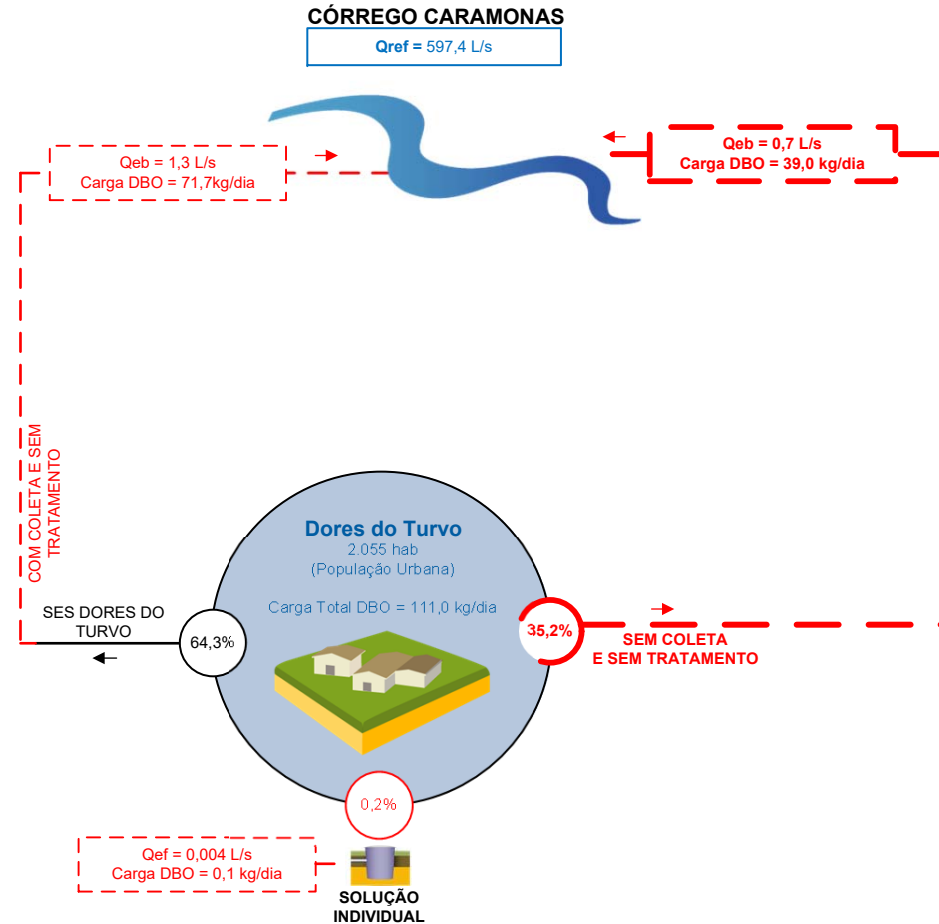 CÓRREGO CARAMONAS
Qref = 597,4 L/s
Qeb = 1,3 L/s
Carga DBO = 71,7kg/dia
Qeb = 0,7 L/s
Carga DBO = 39,0 kg/dia
COM COLETA E SEM
TRATAMENTO
Dores do Turvo
2.055 hab
(População Urbana)
Carga Total DBO = 111,0 kg/dia
SES DORES DO
TURVO
64,3%
35,2%
SEM COLETA
E SEM TRATAMENTO
0,2%
Qef = 0,004 L/s
Carga DBO = 0,1 kg/dia
SOLUÇÃO
INDIVIDUAL